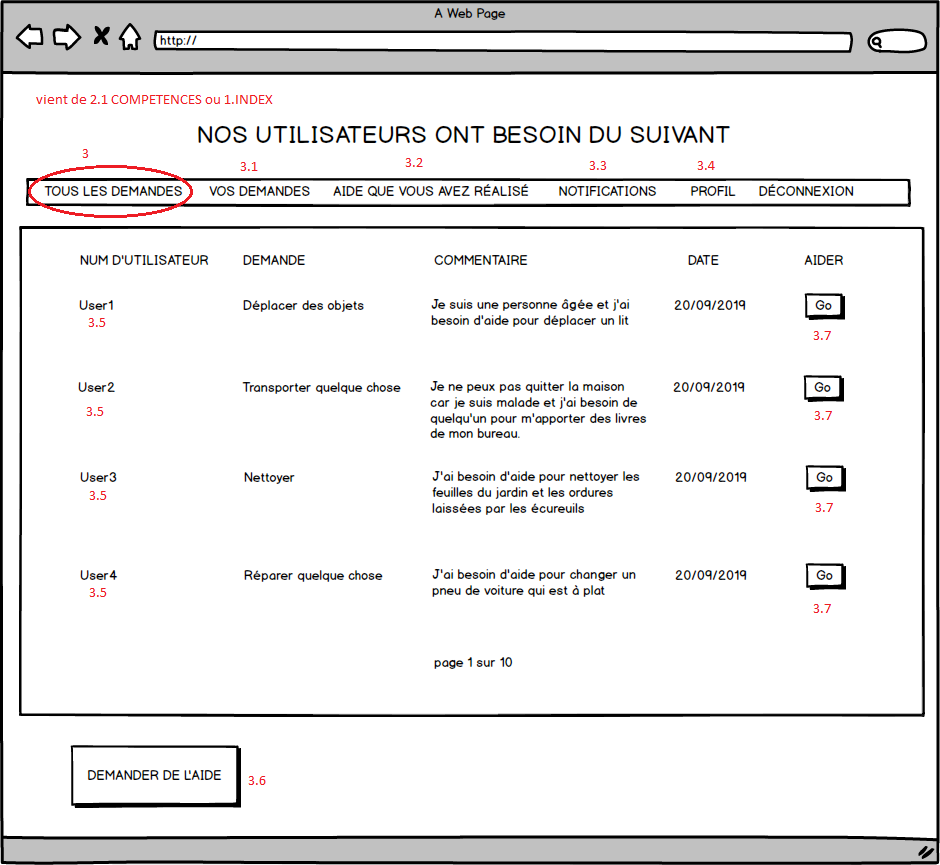 A Web Page
http://
vient de 2.1 COMPETENCES ou 1.INDEX
NOS UTILISATEURS ONT BESOIN DU SUIVANT
3 3.1 3.2 3.3 3.4
TOUS LES DEMANDES VOS DEMANDES AIDE QUE VOUS AVEZ RÉALISÉ NOTIFICATIONS PROFIL DÉCONNEXION
NUM D'UTILISATEUR DEMANDE COMMENTAIRE DATE AIDER
User1 Déplacer des objets Je suis une personne âgée et j'ai 20/09/2019 Go
besoin d'aide pour déplacer un lit
3.5 3.7
User2 Transporter quelque chose Je ne peux pas quitter la maison 20/09/2019 Go
car je suis malade et j'ai besoin de
3.5 quelqu'un pour m'apporter des livres 3.7
de mon bureau.
User3 Nettoyer J'ai besoin d'aide pour nettoyer les 20/09/2019 Go
3.5 feuilles du jardin et les ordures
laissées par les écureuils 3.7
User4 Réparer quelque chose J'ai besoin d'aide pour changer un 20/09/2019 Go
3.5 pneu de voiture qui est à plat
3.7
page 1 sur 10
DEMANDER DE L'AIDE 3.6